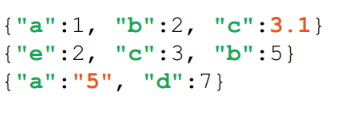 {"a":1, "b":2, "c":3.1}
{"e":2, "c":3, "b":5}
{"a":"5", "d":7}